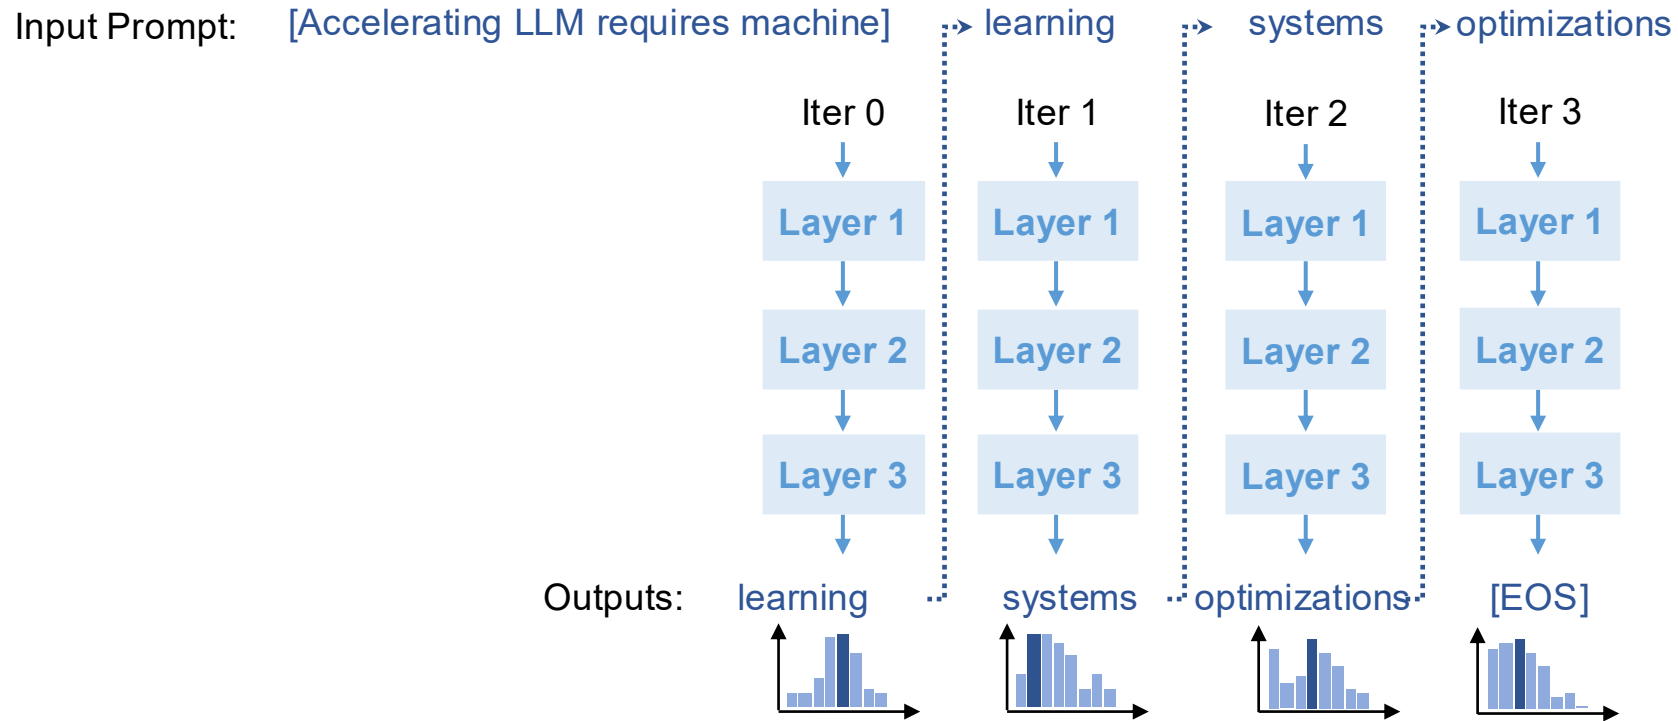 Input Prompt: [Accelerating LLM requires machine] learning systems optimizations
Iter 0 Iter 1 Iter 2 Iter 3
Layer 1 Layer 1 Layer 1 Layer 1
Layer 2 Layer 2 Layer 2 Layer 2
Layer 3 Layer 3 Layer 3 Layer 3
Outputs: learning systems optimizations [EOS]